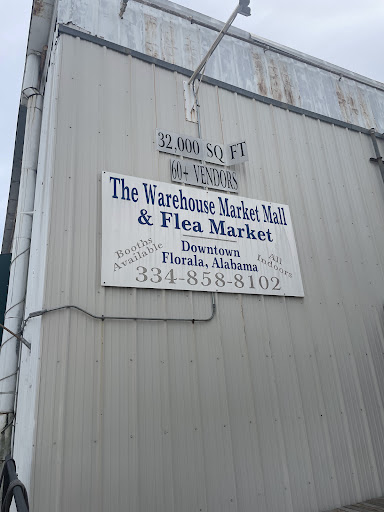 32,000 SQ FT
60+ VENDORS
The Warehouse Market Mall
& Flea Market
Booths
Available
Downtown
Florala, Alabama
All
Indoors
334-858-8102